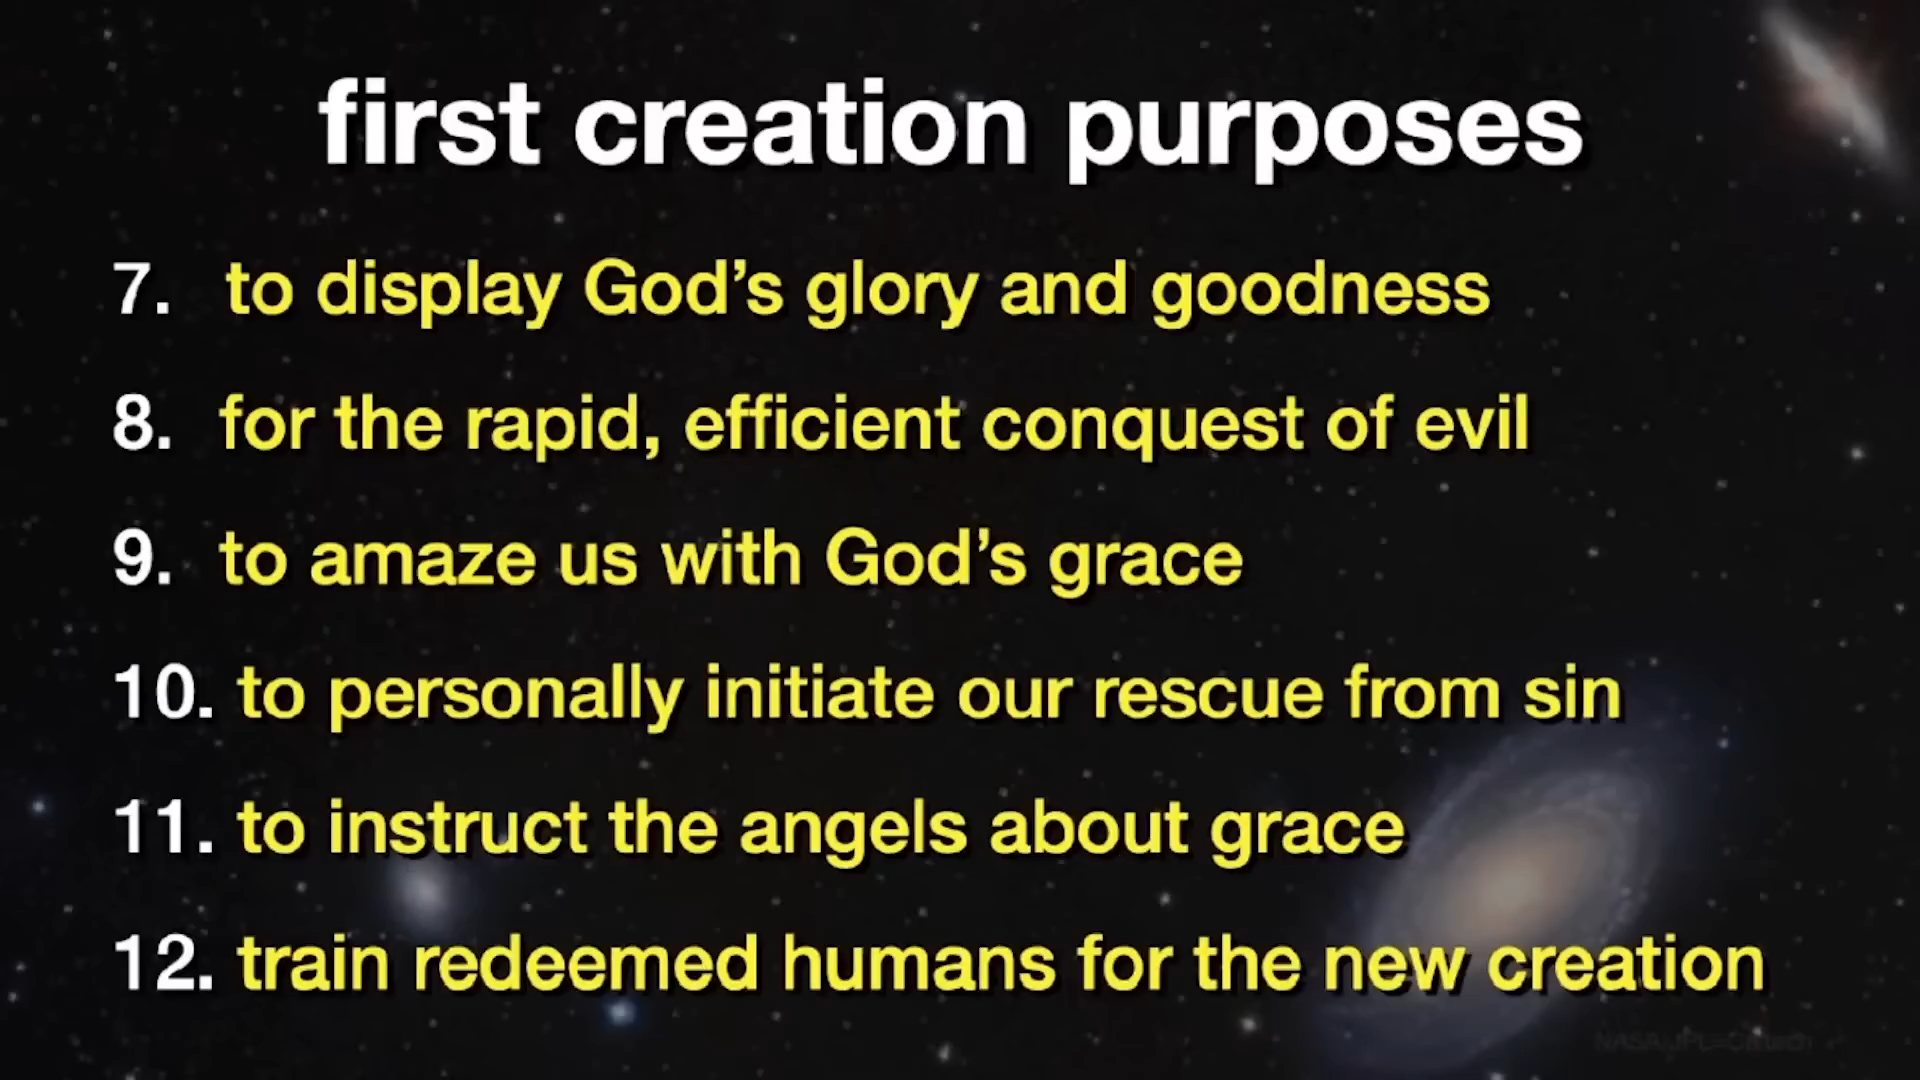 first creation purposes
7. to display God’s glory and goodness
8. for the rapid, efficient conquest of evil
9. to amaze us with God’s grace
10. to personally initiate our rescue from sin
11. to instruct the angels about grace
12. train redeemed humans for the new creation